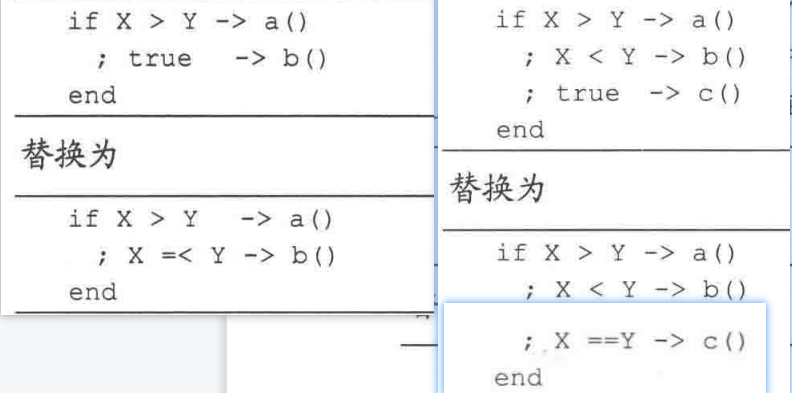 if X > Y -> a()
; true -> b()
end
替换为
if X > Y -> a()
; X =< Y -> b()
end
if X > Y -> a()
; X < Y -> b()
; true -> c()
end
替换为
if X > Y -> a()
; X < Y -> b()
; X ==Y -> c()
end